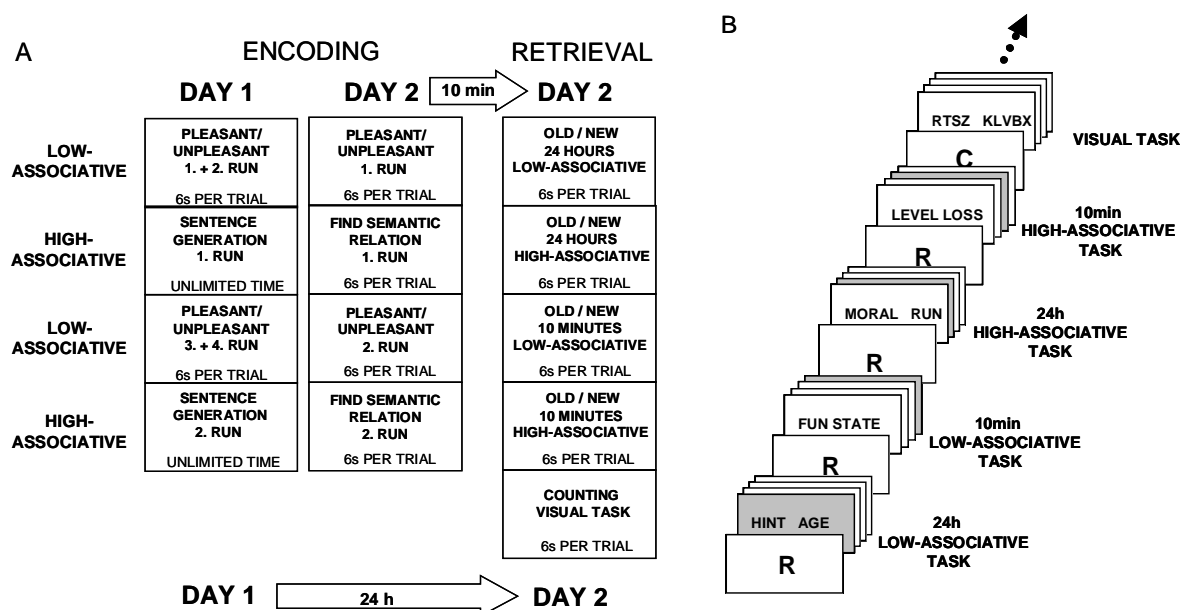 A
ENCODING
RETRIEVAL
DAY 1
DAY 2
10 min
DAY 2
LOW-
ASSOCIATIVE
PLEASANT/
UNPLEASANT
1. + 2. RUN
6s PER TRIAL
PLEASANT/
UNPLEASANT
1. RUN
6s PER TRIAL
OLD / NEW
24 HOURS
LOW-ASSOCIATIVE
6s PER TRIAL
HIGH-
ASSOCIATIVE
SENTENCE
GENERATION
1. RUN
UNLIMITED TIME
FIND SEMANTIC
RELATION
1. RUN
6s PER TRIAL
OLD / NEW
24 HOURS
HIGH-ASSOCIATIVE
6s PER TRIAL
LOW-
ASSOCIATIVE
PLEASANT/
UNPLEASANT
3. + 4. RUN
6s PER TRIAL
PLEASANT/
UNPLEASANT
2. RUN
6s PER TRIAL
OLD / NEW
10 MINUTES
LOW-ASSOCIATIVE
6s PER TRIAL
HIGH-
ASSOCIATIVE
SENTENCE
GENERATION
2. RUN
UNLIMITED TIME
FIND SEMANTIC
RELATION
2. RUN
6s PER TRIAL
OLD / NEW
10 MINUTES
HIGH-ASSOCIATIVE
6s PER TRIAL
COUNTING
VISUAL TASK
6s PER TRIAL
DAY 1
24 h
DAY 2
B
RTSZ KLVBX
VISUAL TASK
C
LEVEL LOSS
10min
HIGH-ASSOCIATIVE
TASK
R
MORAL RUN
24h
HIGH-ASSOCIATIVE
TASK
R
FUN STATE
10min
LOW-ASSOCIATIVE
TASK
R
HINT AGE
24h
LOW-ASSOCIATIVE
TASK
R